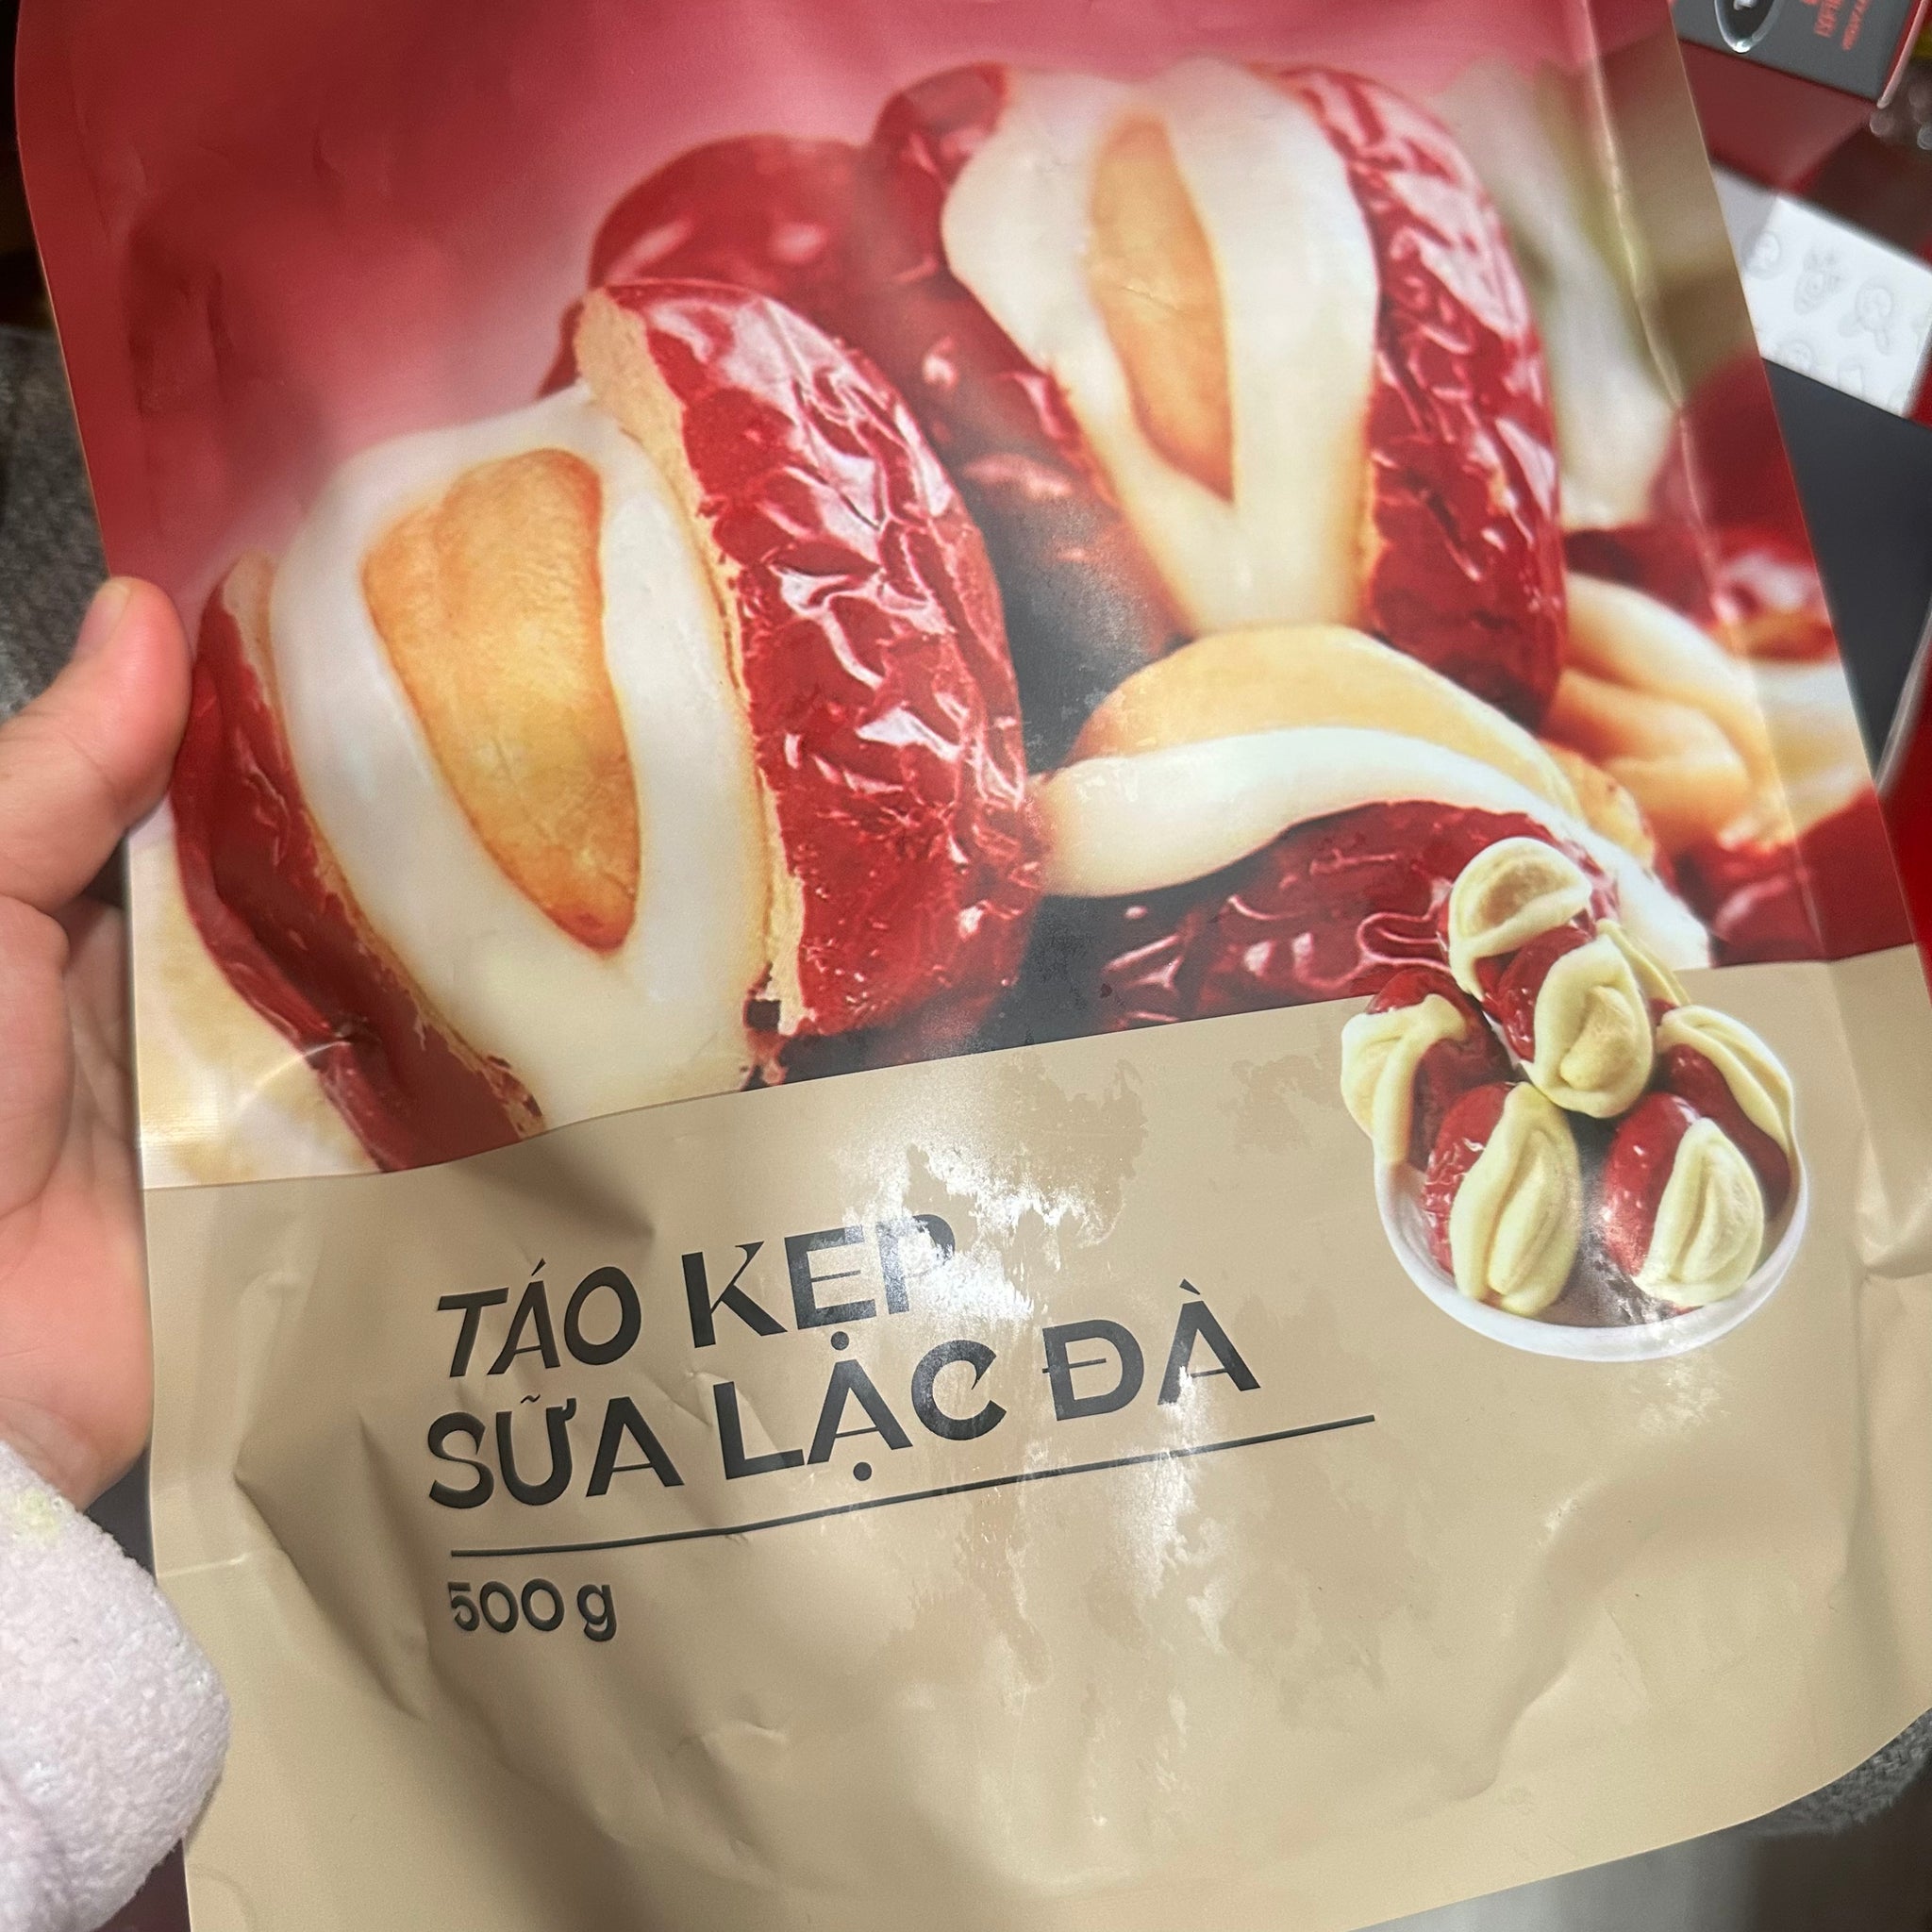 TÁO KẸP
SỮA LẠC ĐÀ
500 g